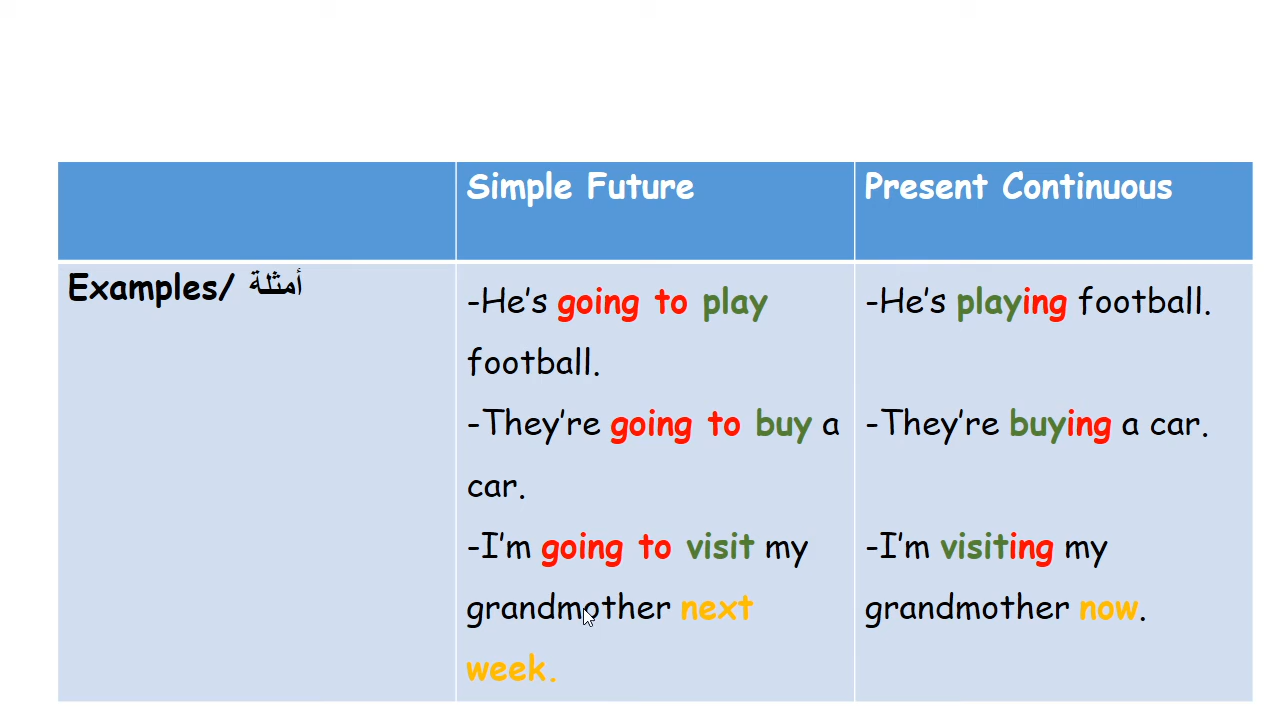 Simple Future
Present Continuous
Examples/ أمثلة
-He’s going to play
football.
-They’re going to buy a
car.
-I’m going to visit my
grandmother next
week.
-He’s playing football.
-They’re buying a car.
-I’m visiting my
grandmother now.